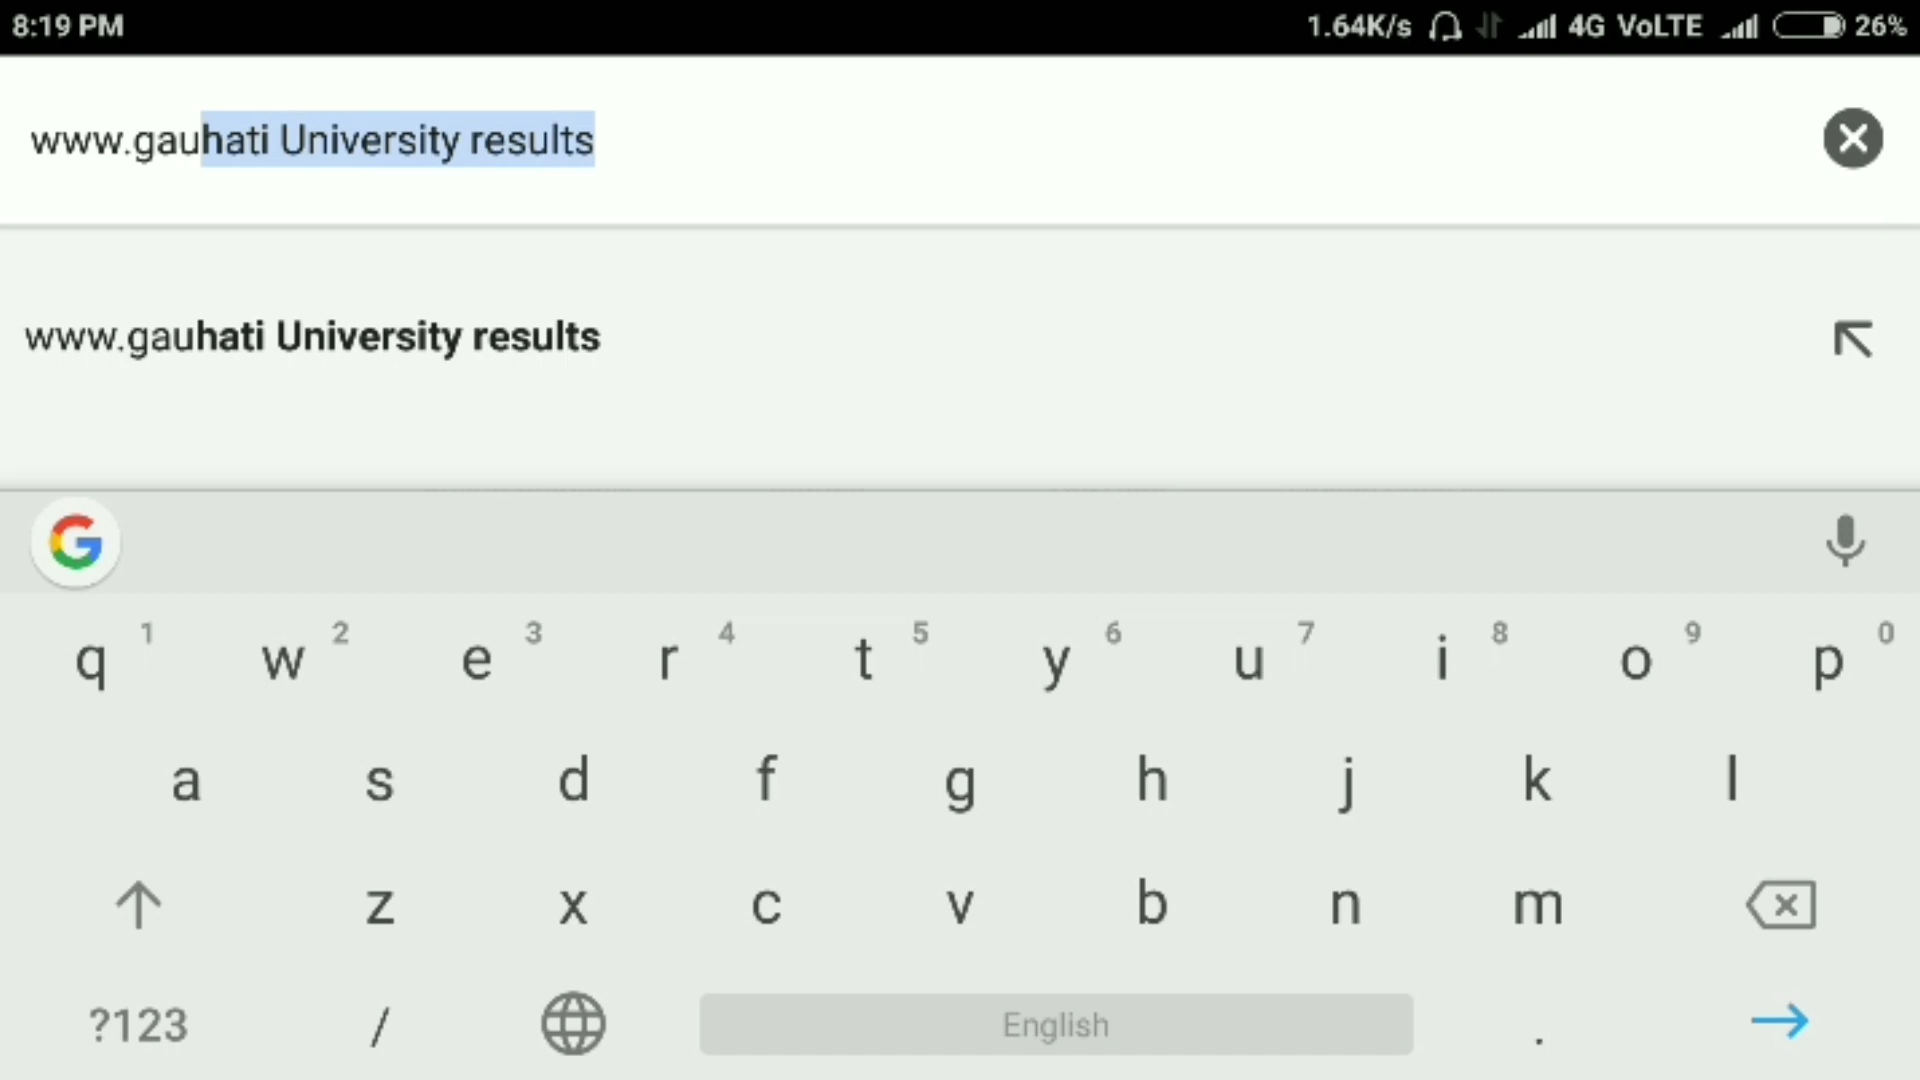 8:19 PM 1.64K/s 4G VoLTE 26%
www.gauhati University results
www.gauhati University results
q 1 w 2 e 3 r 4 t 5 y 6 u 7 i 8 o 9 p 0
a s d f g h j k l
z x c v b n m
?123 / English .